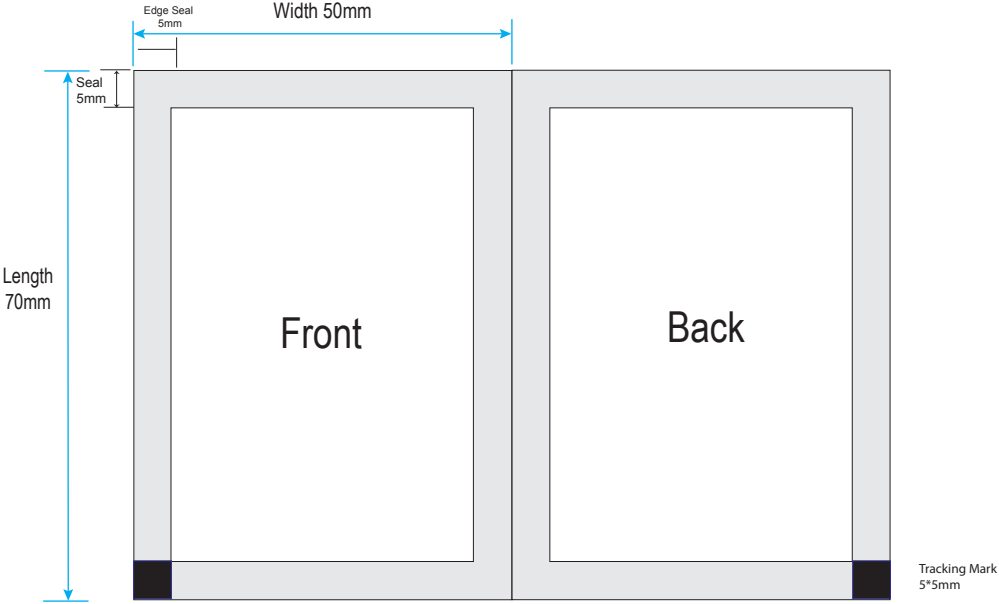 Edge Seal
5mm
Width 50mm
Seal
5mm
Length
70mm
Front
Back
Tracking Mark
5*5mm